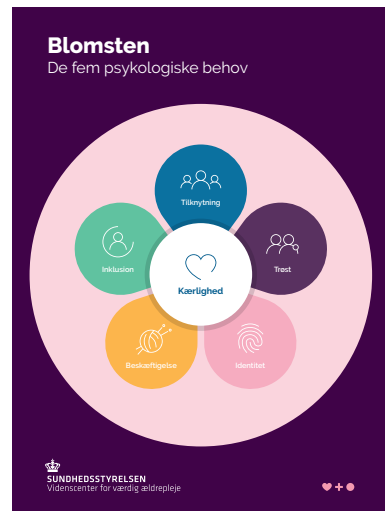 Blomsten
De fem psykologiske behov
Tilknytning
Inklusion
Trøst
Kærlighed
Beskæftigelse
Identitet
SUNDHEDSSTYRELSEN
Videnscenter for værdig ældrepleje